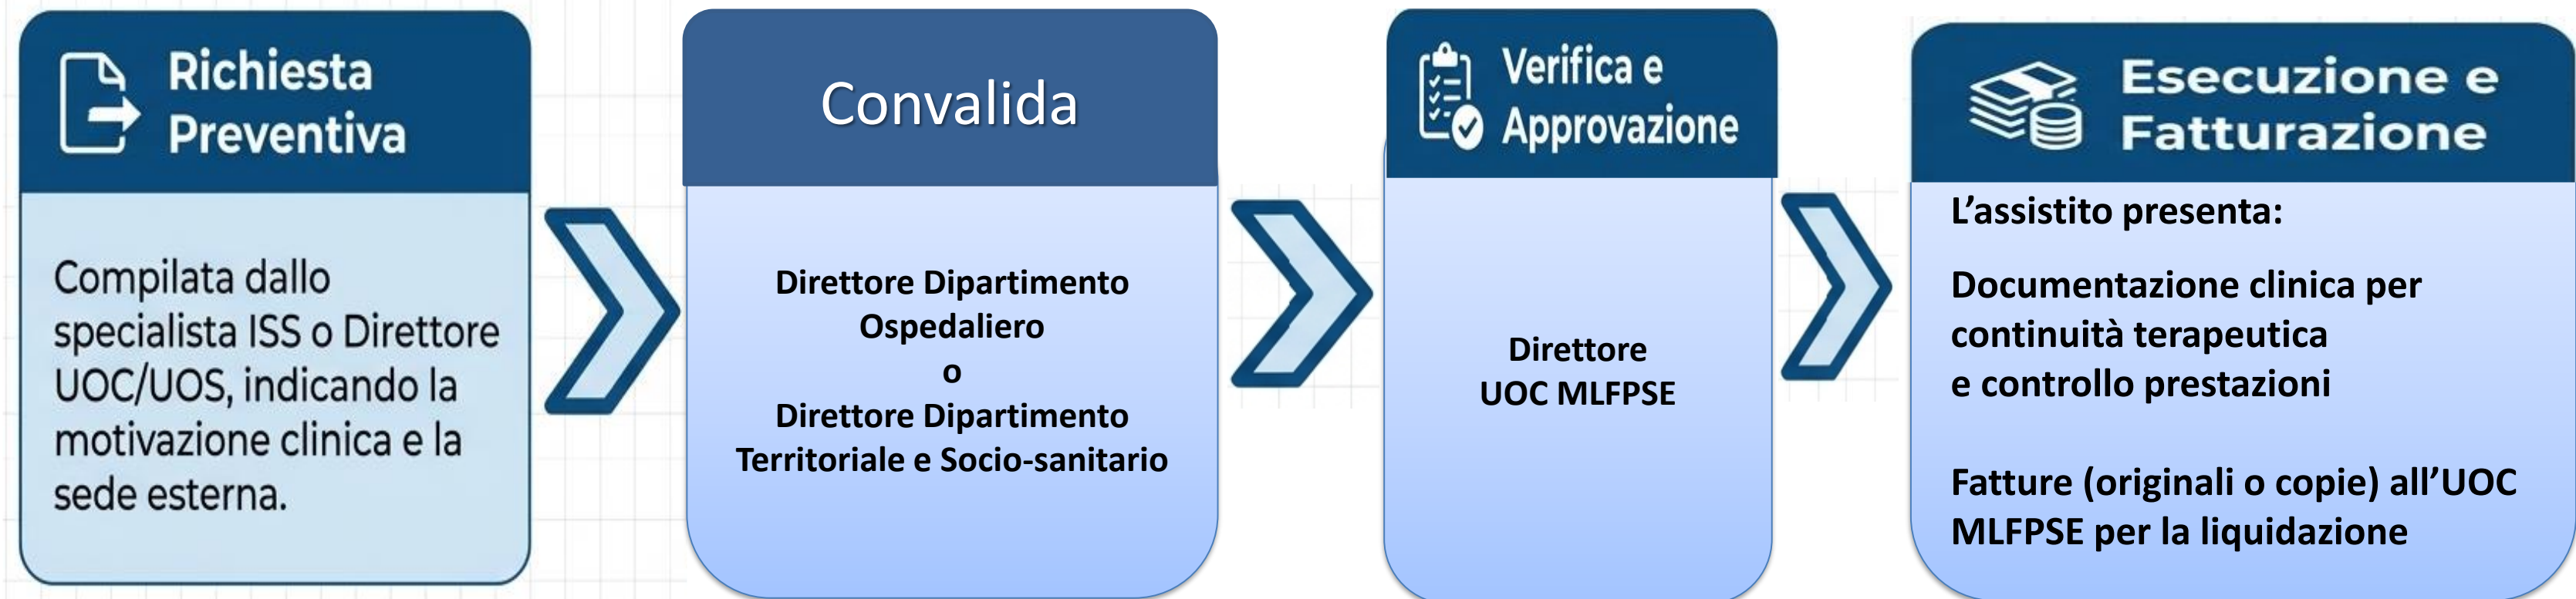 Richiesta
Preventiva
Compilata dallo
specialista ISS o Direttore
UOC/UOS, indicando la
motivazione clinica e la
sede esterna.
Convalida
Direttore Dipartimento
Ospedaliero
o
Direttore Dipartimento
Territoriale e Socio-sanitario
Verifica e
Approvazione
Direttore
UOC MLFPSE
Esecuzione e
Fatturazione
L’assistito presenta:
Documentazione clinica per
continuità terapeutica
e controllo prestazioni
Fatture (originali o copie) all’UOC
MLFPSE per la liquidazione